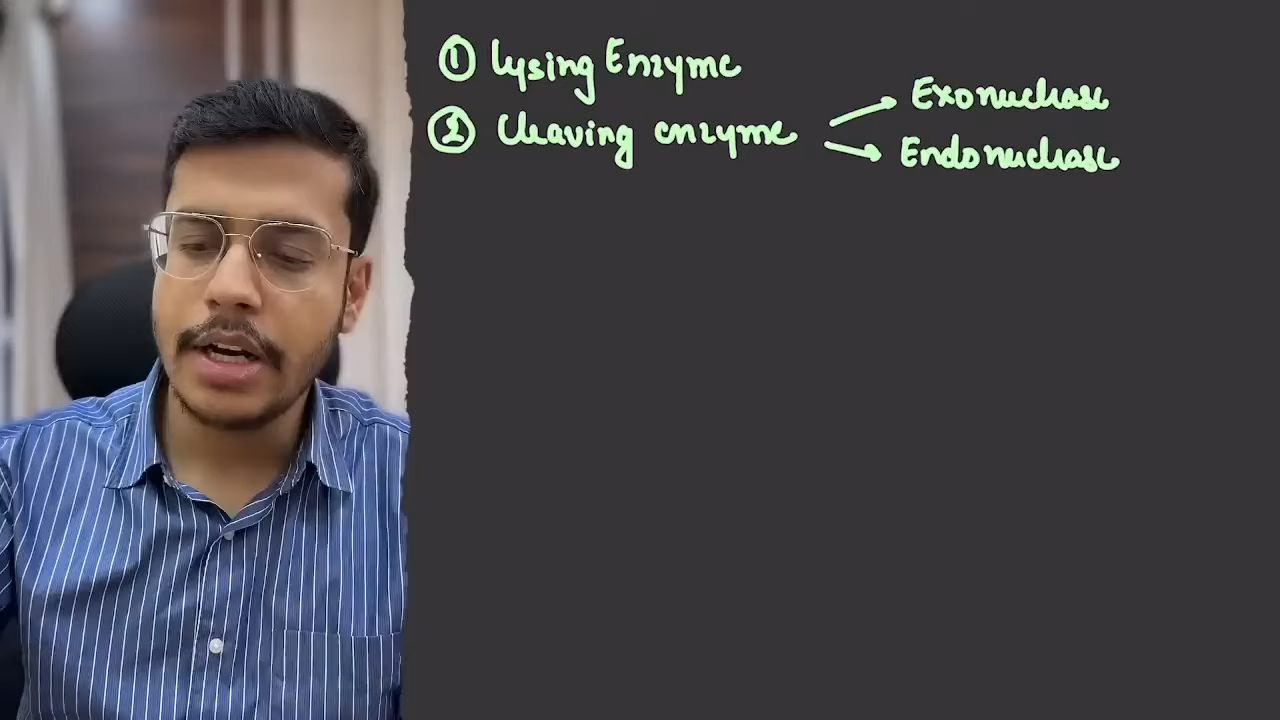 ① Lysing Enzyme
② Cleaving enzyme → Exonuclease
→ Endonuclease